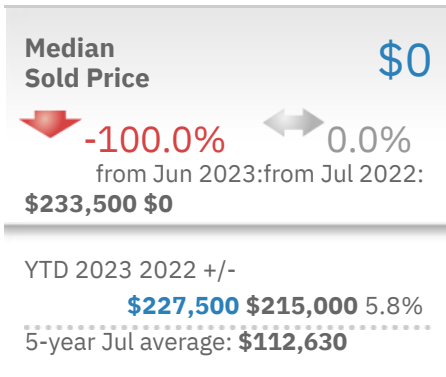 Median
Sold Price
$0
-100.0% 0.0%
from Jun 2023:from Jul 2022:
$233,500 $0
YTD 2023 2022 +/-
$227,500 $215,000 5.8%
5-year Jul average: $112,630